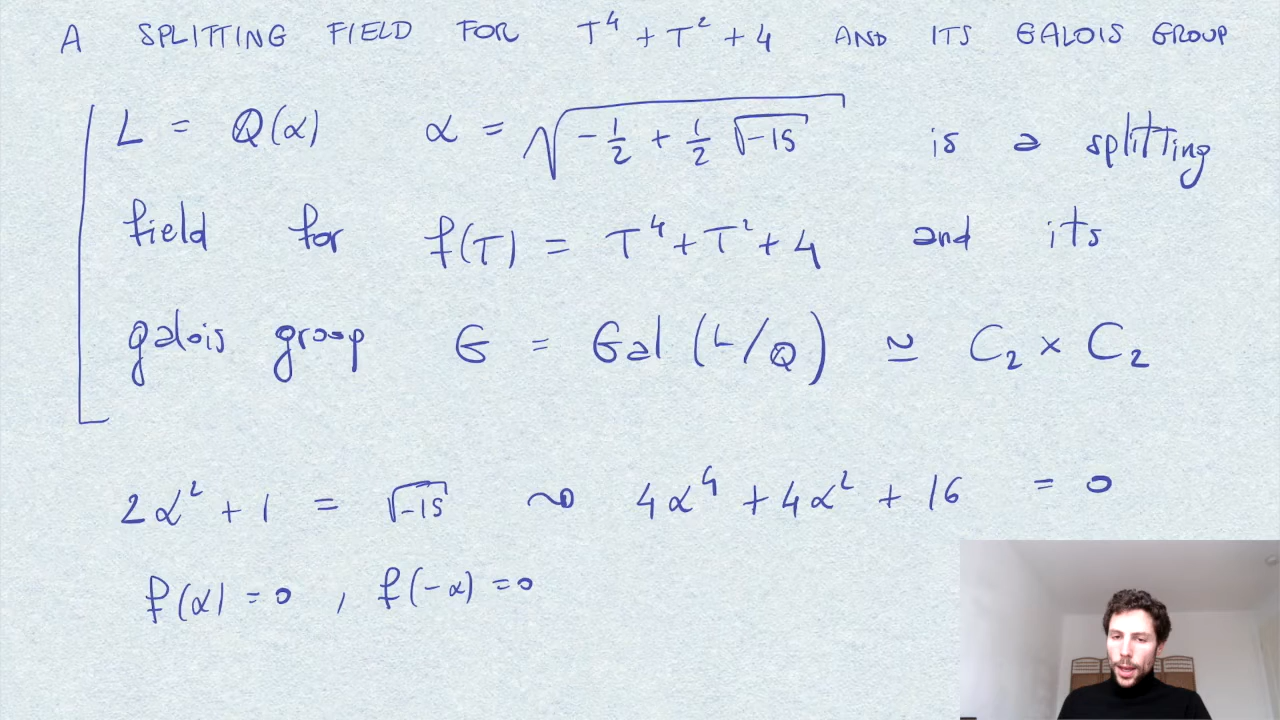 A SPLITTING FIELD FOR T⁴ + T² + 4 AND ITS GALOIS GROUP
L = Q(α) α = √(-1/2 + 1/2 √-15) is a splitting
field for f(T) = T⁴ + T² + 4 and its
galois group G = Gal (L/Q) ≃ C₂ × C₂
2α² + 1 = √-15 ⇝ 4α⁴ + 4α² + 16 = 0
f(α) = 0 , f(-α) = 0